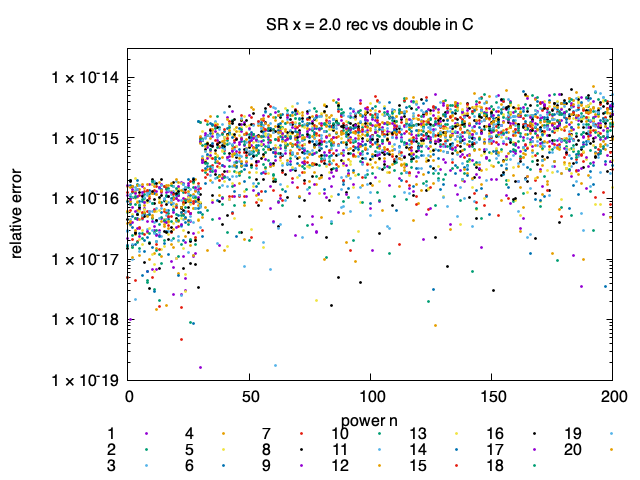 SR x = 2.0 rec vs double in C
relative error
1 × 10-14
1 × 10-15
1 × 10-16
1 × 10-17
1 × 10-18
1 × 10-19
0 50 100 150 200
power n
1 4 7 10 13 16 19
2 5 8 11 14 17 20
3 6 9 12 15 18